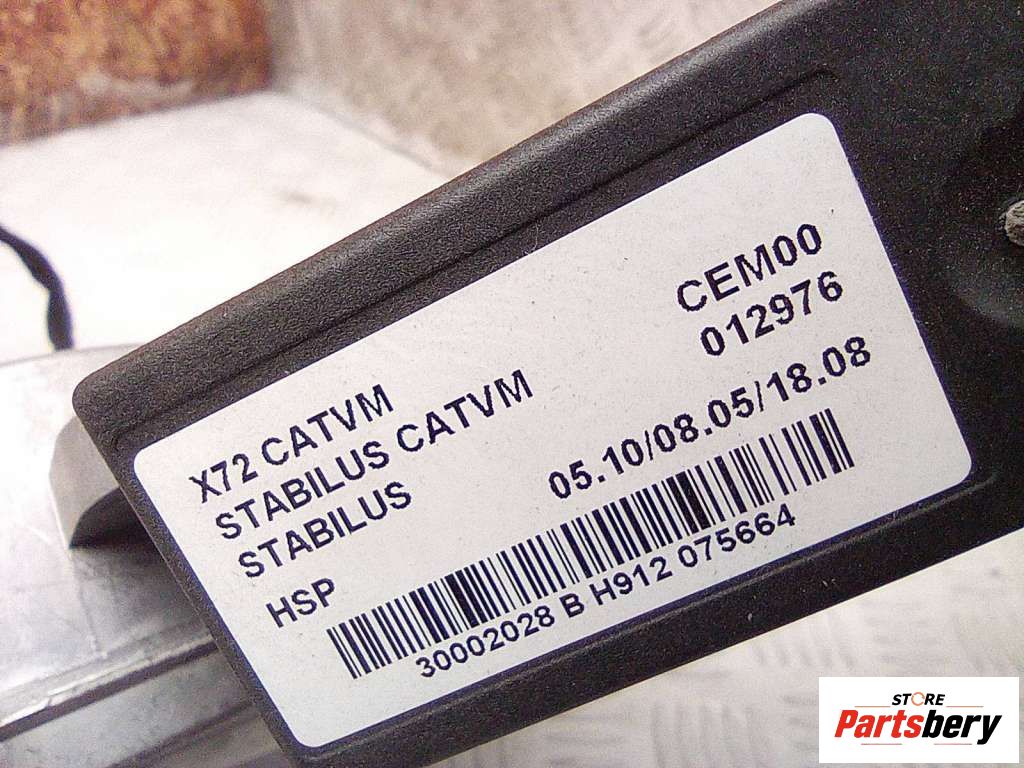 CEM00
012976
X72 CATVM
STABILUS CATVM
STABILUS
05.10/08.05/18.08
HSP
30002028 B H912 075664
STORE
Partsbery